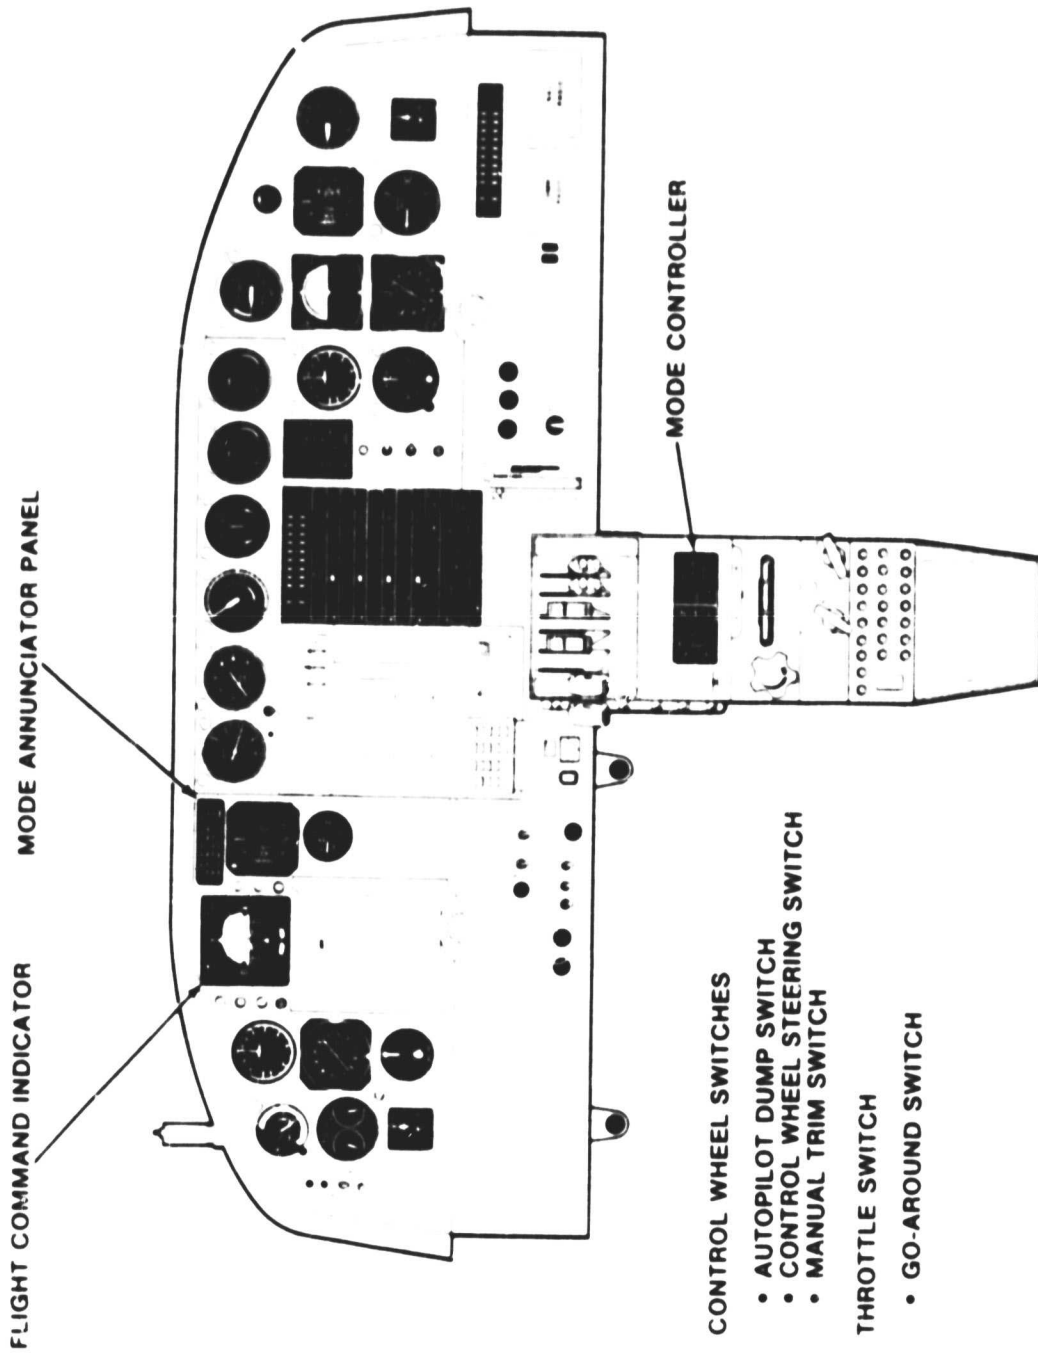 FLIGHT COMMAND INDICATOR
MODE ANNUNCIATOR PANEL
MODE CONTROLLER
CONTROL WHEEL SWITCHES
• AUTOPILOT DUMP SWITCH
• CONTROL WHEEL STEERING SWITCH
• MANUAL TRIM SWITCH
THROTTLE SWITCH
• GO-AROUND SWITCH